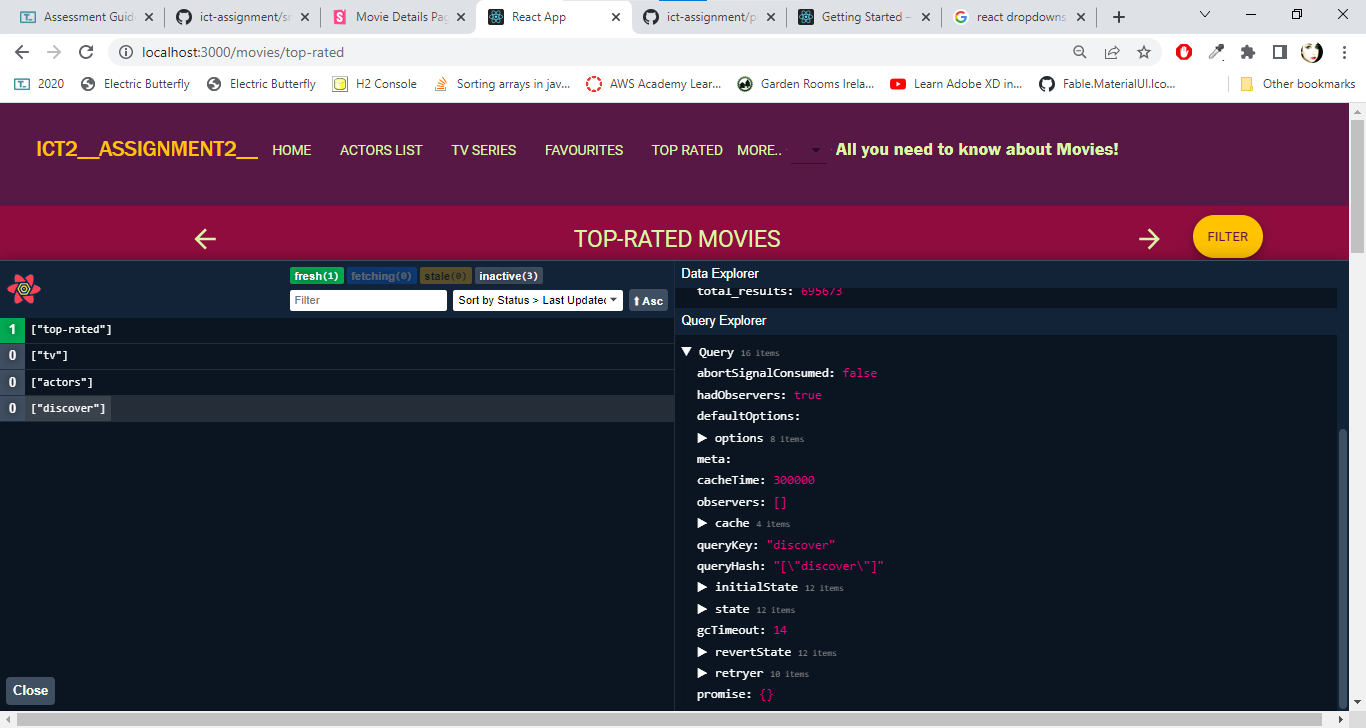 Assessment Guid
ict-assignment/sr
Movie Details Pag
React App
ict-assignment/p
Getting Started –
react dropdowns
localhost:3000/movies/top-rated
2020
Electric Butterfly
Electric Butterfly
H2 Console
Sorting arrays in jav...
AWS Academy Lear...
Garden Rooms Irela...
Learn Adobe XD in...
Fable.MaterialUI.Ico...
Other bookmarks
ICT2__ASSIGNMENT2__ HOME ACTORS LIST TV SERIES FAVOURITES TOP RATED MORE.. All you need to know about Movies!
TOP-RATED MOVIES
FILTER
fresh(1) fetching(0) stale(0) inactive(3)
Filter
Sort by Status > Last Updated
Asc
1 ["top-rated"]
0 ["tv"]
0 ["actors"]
0 ["discover"]
Close
Data Explorer
total_results: 695673
Query Explorer
Query 16 items
abortSignalConsumed: false
hadObservers: true
defaultOptions:
options 8 items
meta:
cacheTime: 300000
observers: []
cache 4 items
queryKey: "discover"
queryHash: "[\"discover\"]"
initialState 12 items
state 12 items
gcTimeout: 14
revertState 12 items
retryer 10 items
promise: {}